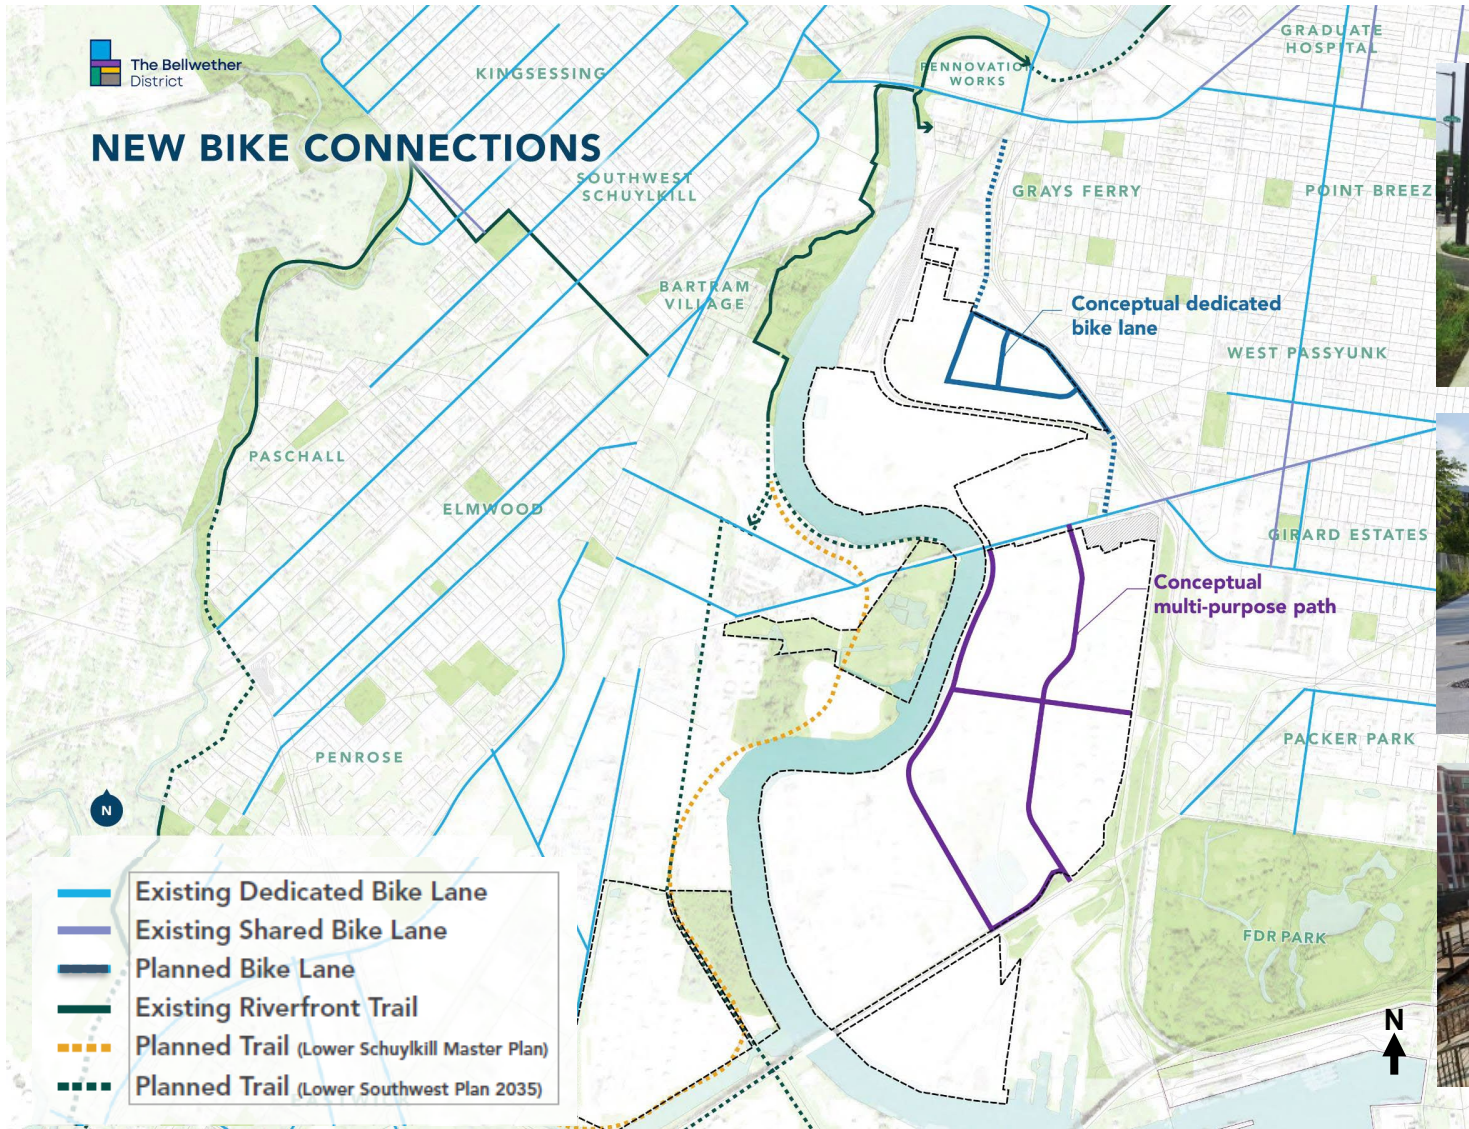 The Bellwether
District
NEW BIKE CONNECTIONS
KINGSESSING
PENNOVATION
WORKS
GRADUATE
HOSPITAL
SOUTHWEST
SCHUYLKILL
GRAYS FERRY
POINT BREEZ
BARTRAM
VILLAGE
Conceptual dedicated
bike lane
WEST PASSYUNK
PASCHALL
ELMWOOD
GIRARD ESTATES
Conceptual
multi-purpose path
PENROSE
PACKER PARK
N
FDR PARK
N
Existing Dedicated Bike Lane
Existing Shared Bike Lane
Planned Bike Lane
Existing Riverfront Trail
Planned Trail (Lower Schuylkill Master Plan)
Planned Trail (Lower Southwest Plan 2035)